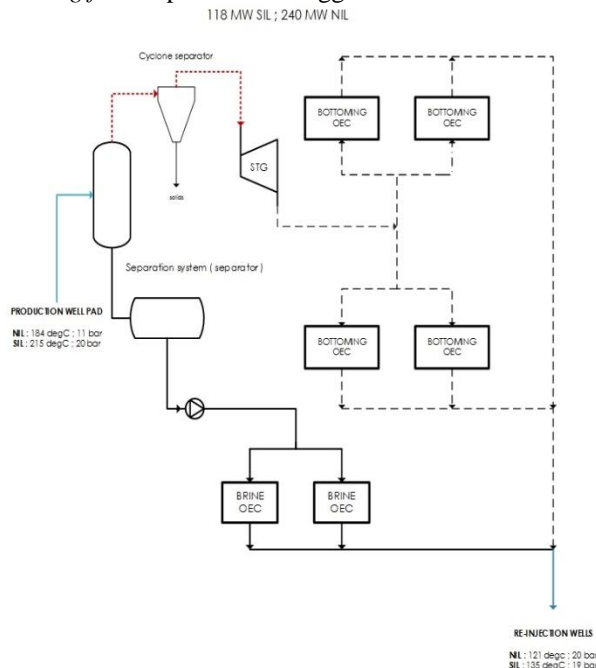 118 MW SIL ; 240 MW NIL
Cyclone separator
BOTTOMING
OEC
BOTTOMING
OEC
STG
solids
Separation system ( separator )
PRODUCTION WELL PAD
NIL : 184 degC ; 11 bar
SIL : 215 degC ; 20 bar
BOTTOMING
OEC
BOTTOMING
OEC
BRINE
OEC
BRINE
OEC
RE-INJECTION WELLS
NIL : 121 degc ; 20 bar
SIL : 135 degC ; 19 bar